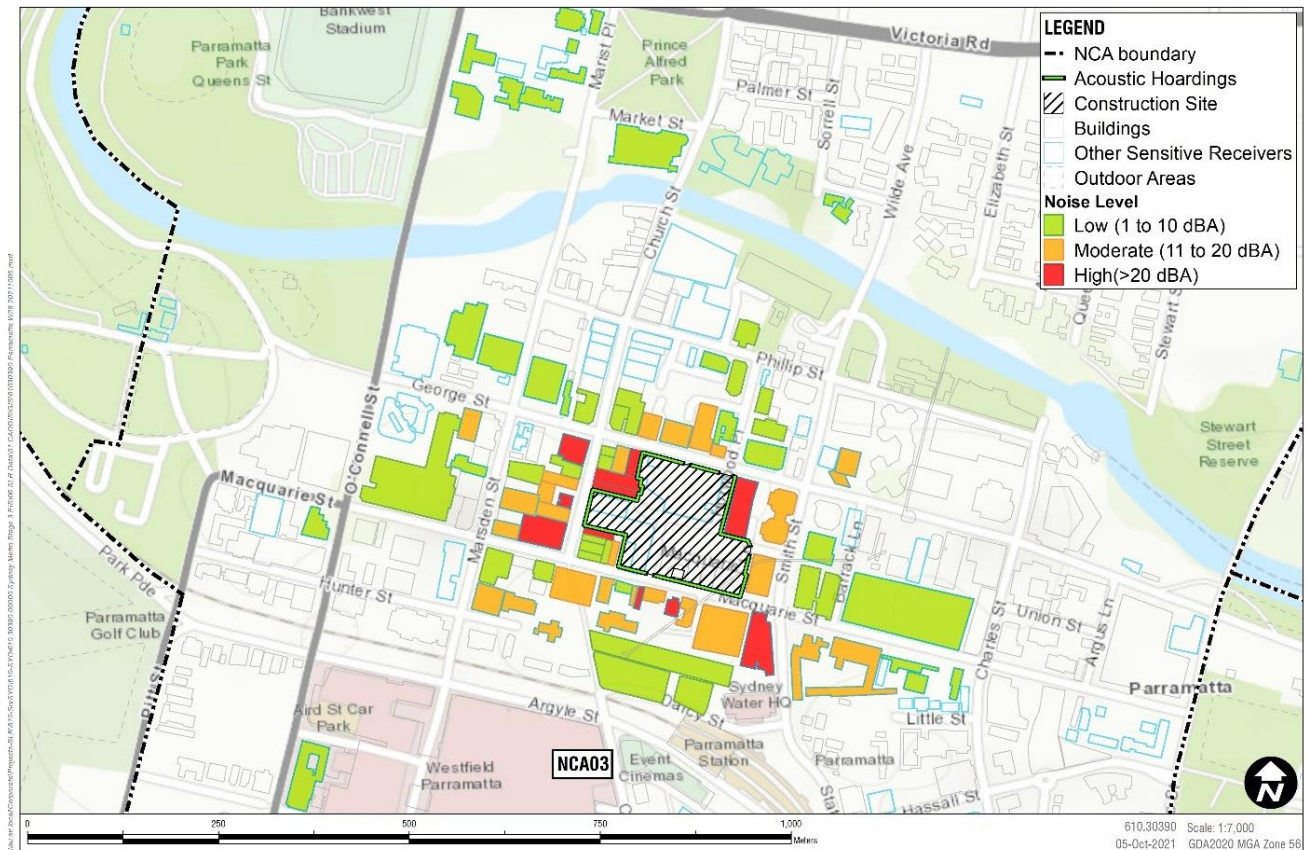 Bankwest
Stadium
Parramatta
Park
Queens St
Marist Pl
Prince
Alfred
Park
Victoria Rd
Palmer St
Sorrell St
Market St
Wilde Ave
Elizabeth St
Church St
Stewart St
LEGEND
NCA boundary
Acoustic Hoardings
Construction Site
Buildings
Other Sensitive Receivers
Outdoor Areas
Noise Level
Low (1 to 10 dBA)
Moderate (11 to 20 dBA)
High(>20 dBA)
Phillip St
George St
O'Connell St
Stewart
Street
Reserve
Macquarie St
Marsden St
Macquarie
Smith St
Barrack Ln
Macquarie St
Park Pde
Hunter St
Charles St
Union St
Argus Ln
Parramatta
Golf Club
Pitt St
Parramatta
Sydney
Water HQ
Little St
Argyle St
Darcy St
Aird St Car
Park
Westfield
Parramatta
NCA03
Event
Cinemas
Parramatta
Station
Parramatta
Hassall St
N
0
250
500
750
1,000
Meters
610.30390 Scale: 1:7,000
05-Oct-2021 GDA2020 MGA Zone 56